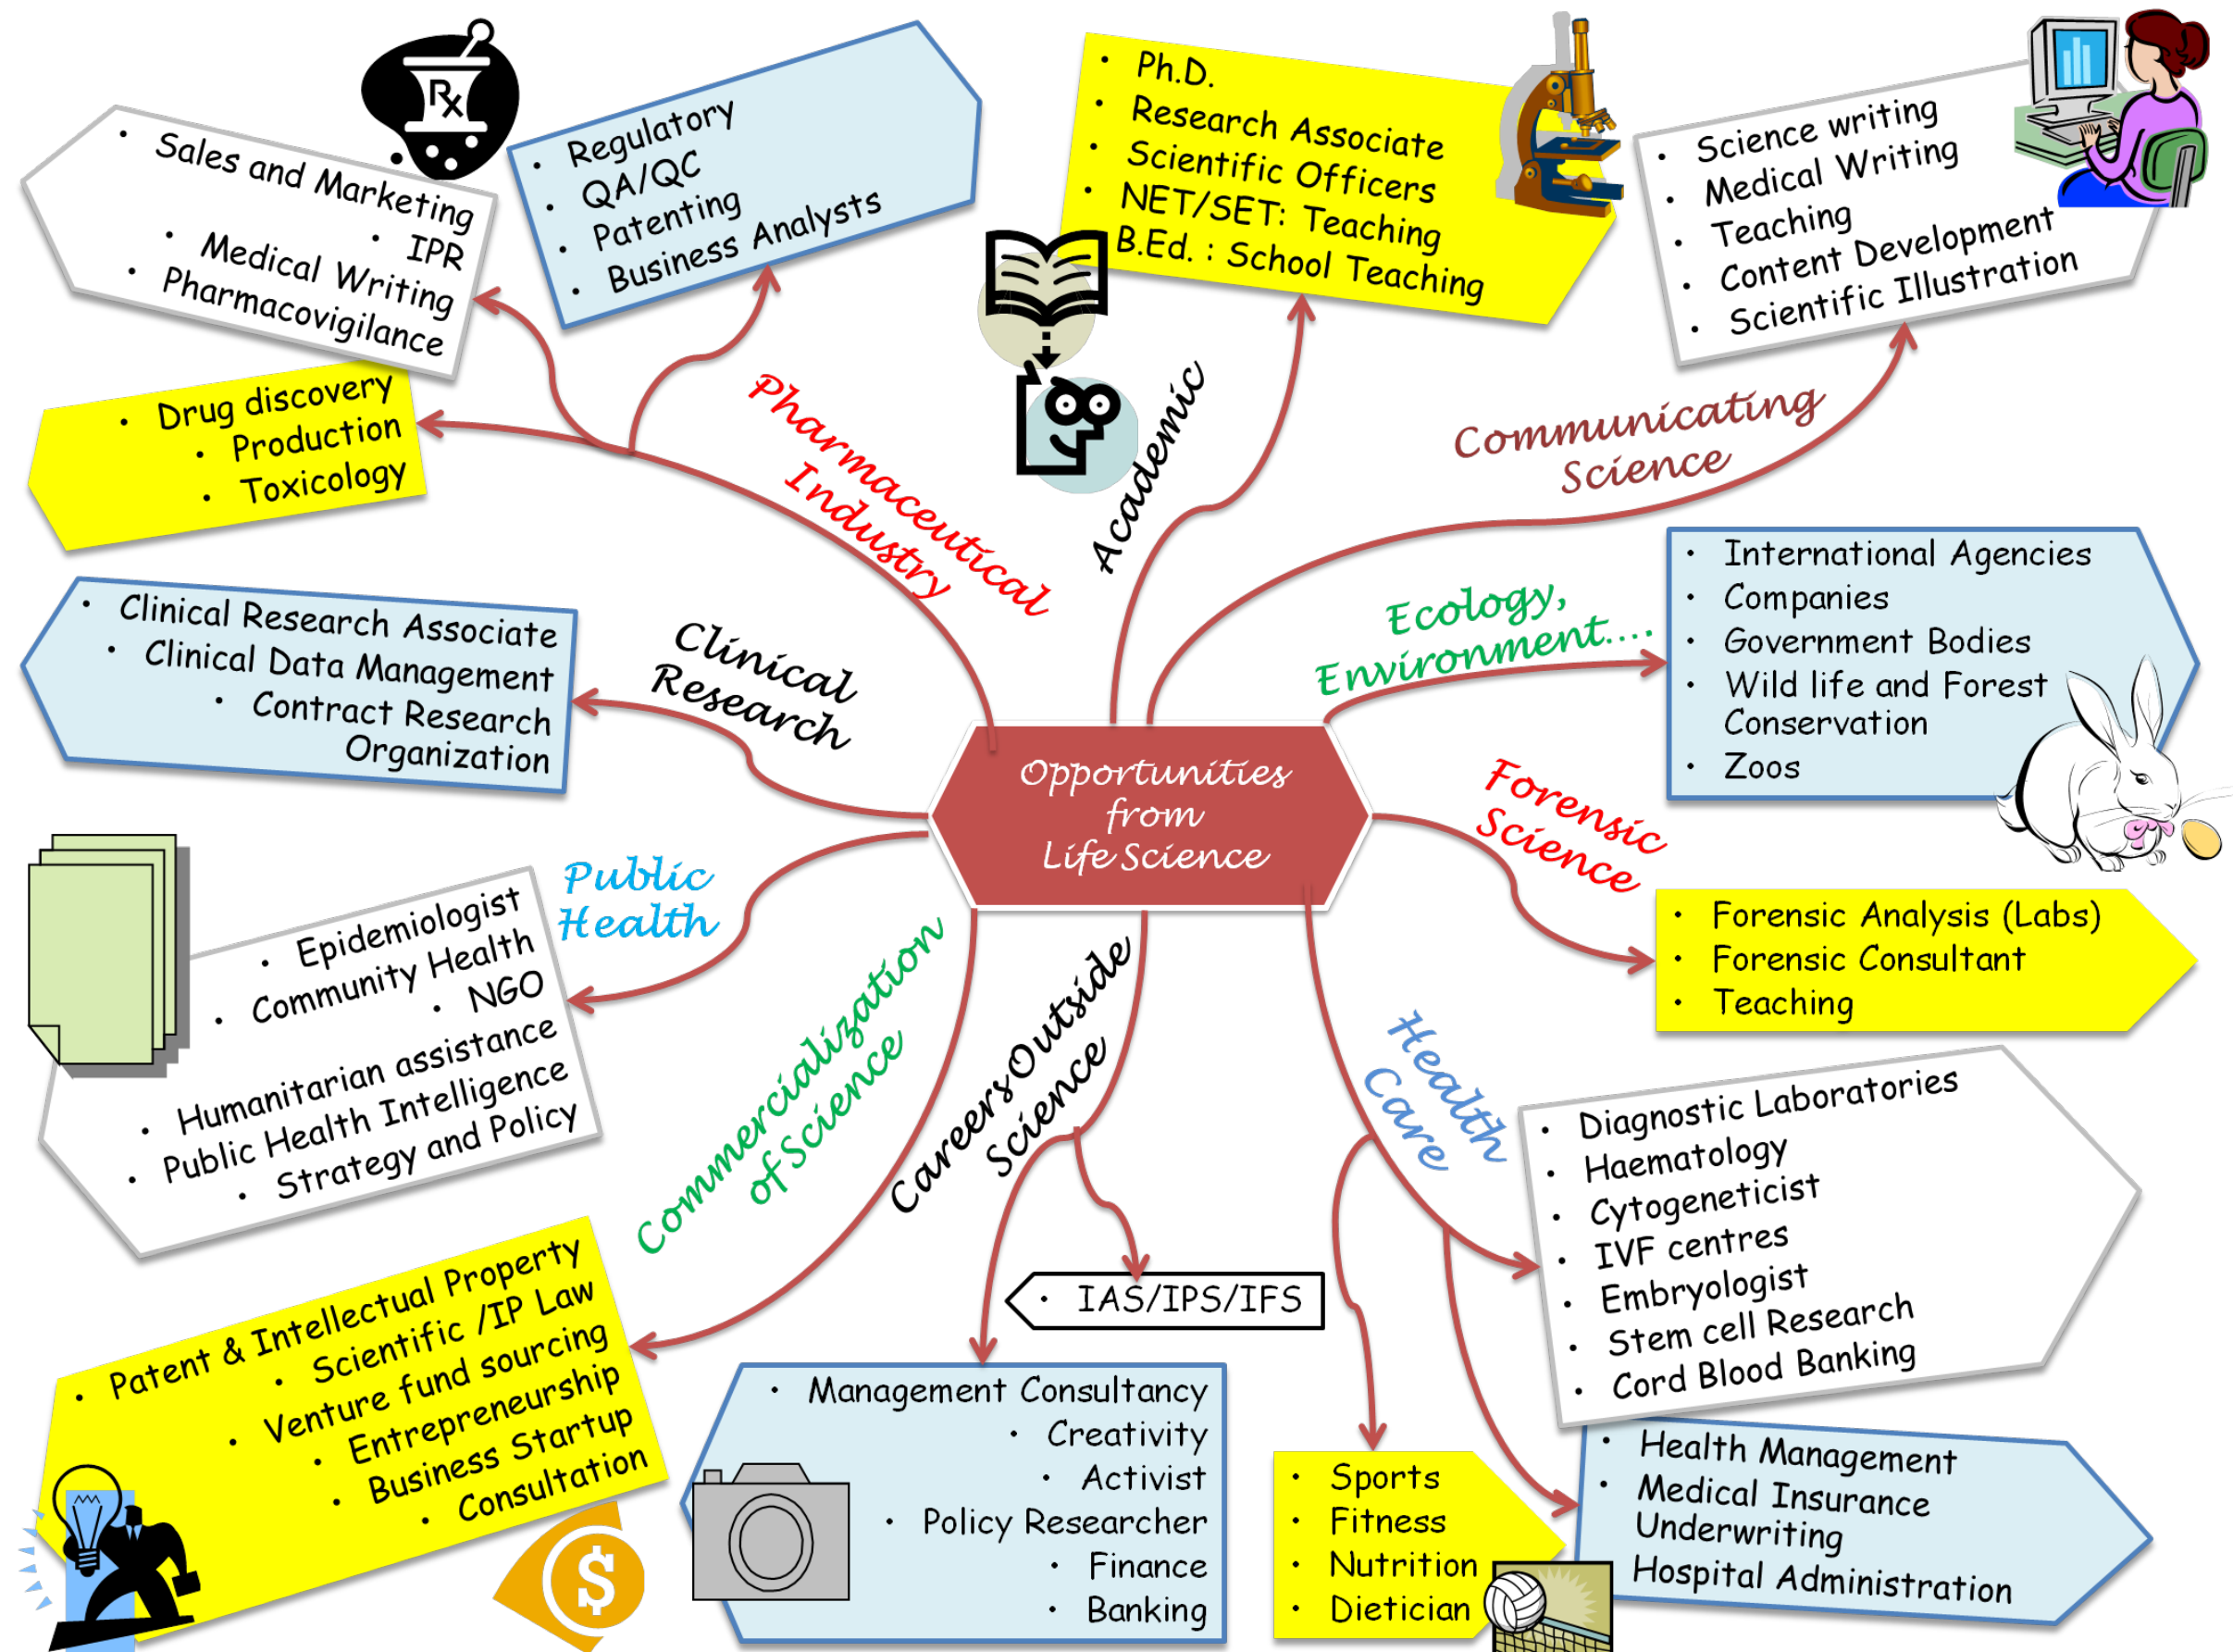 Opportunities
from
Life Science
Pharmaceutical
Industry
Sales and Marketing
IPR
Medical Writing
Pharmacovigilance
Regulatory
QA/QC
Patenting
Business Analysts
Drug discovery
Production
Toxicology
Academic
Ph.D.
Research Associate
Scientific Officers
NET/SET: Teaching
B.Ed. : School Teaching
Communicating
Science
Science writing
Medical Writing
Teaching
Content Development
Scientific Illustration
Ecology,
Environment....
International Agencies
Companies
Government Bodies
Wild life and Forest
Conservation
Zoos
Forensic
Science
Forensic Analysis (Labs)
Forensic Consultant
Teaching
Health
Care
Diagnostic Laboratories
Haematology
Cytogeneticist
IVF centres
Embryologist
Stem cell Research
Cord Blood Banking
Health Management
Medical Insurance
Underwriting
Hospital Administration
Sports
Fitness
Nutrition
Dietician
Careers Outside
Science
IAS/IPS/IFS
Management Consultancy
Creativity
Activist
Policy Researcher
Finance
Banking
Commercialization
of Science
Patent & Intellectual Property
Scientific /IP Law
Venture fund sourcing
Entrepreneurship
Business Startup
Consultation
Public
Health
Epidemiologist
Community Health
NGO
Humanitarian assistance
Public Health Intelligence
Strategy and Policy
Clinical
Research
Clinical Research Associate
Clinical Data Management
Contract Research
Organization
Rx
$